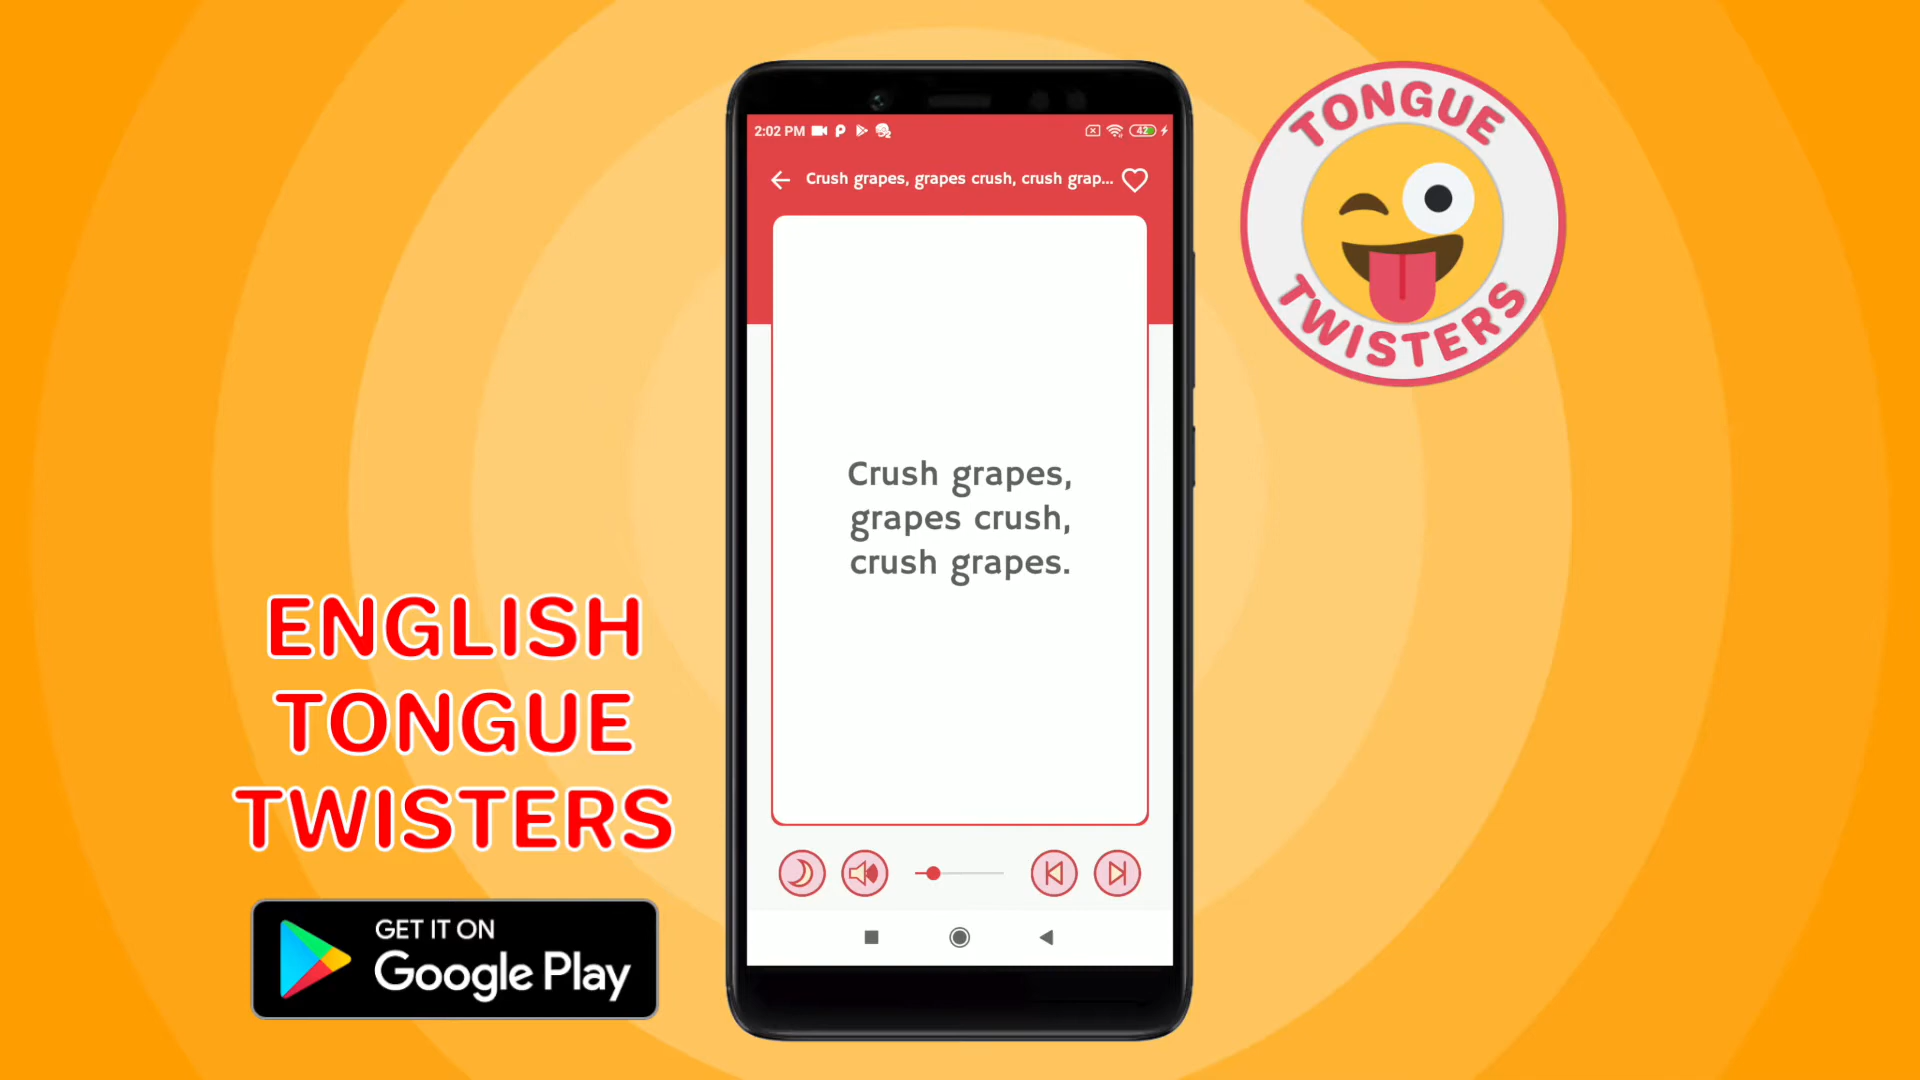 2:02 PM
42
Crush grapes, grapes crush, crush grap...
Crush grapes,
grapes crush,
crush grapes.
TONGUE
TWISTERS
ENGLISH
TONGUE
TWISTERS
GET IT ON
Google Play